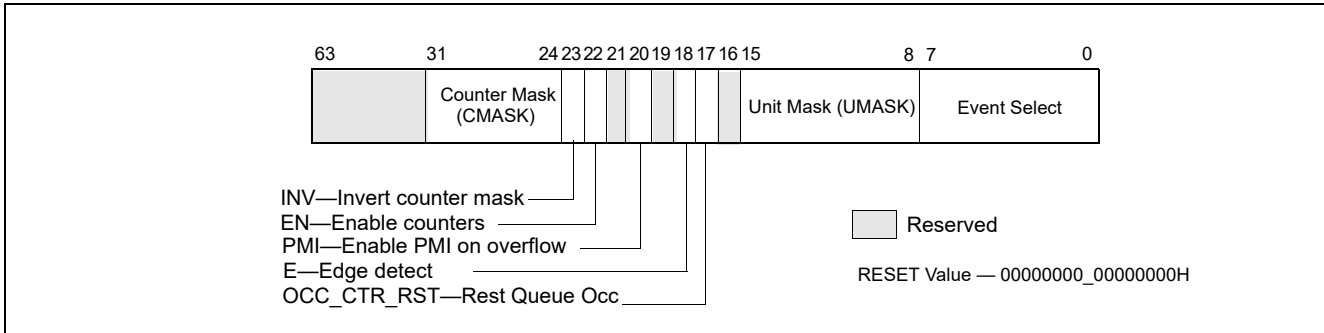 63 31 24 23 22 21 20 19 18 17 16 15 8 7 0
Counter Mask
(CMASK)
Unit Mask (UMASK)
Event Select
INV—Invert counter mask
EN—Enable counters
PMI—Enable PMI on overflow
E—Edge detect
OCC_CTR_RST—Rest Queue Occ
Reserved
RESET Value — 00000000_00000000H